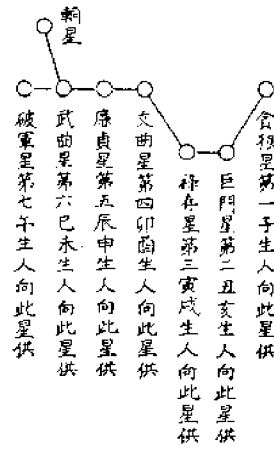 貪狼星第一子生人向此星供
巨門星第二丑亥生人向此星供
祿存星第三寅戌生人向此星供
文曲星第四卯酉生人向此星供
廉貞星第五辰申生人向此星供
武曲星第六巳未生人向此星供
破軍星第七午生人向此星供
輔星